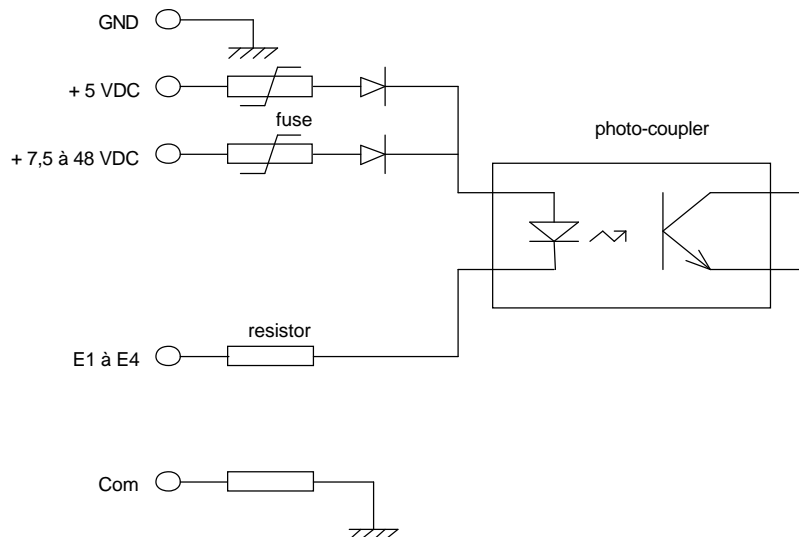 GND
+ 5 VDC
fuse
photo-coupler
+ 7,5 à 48 VDC
resistor
E1 à E4
Com